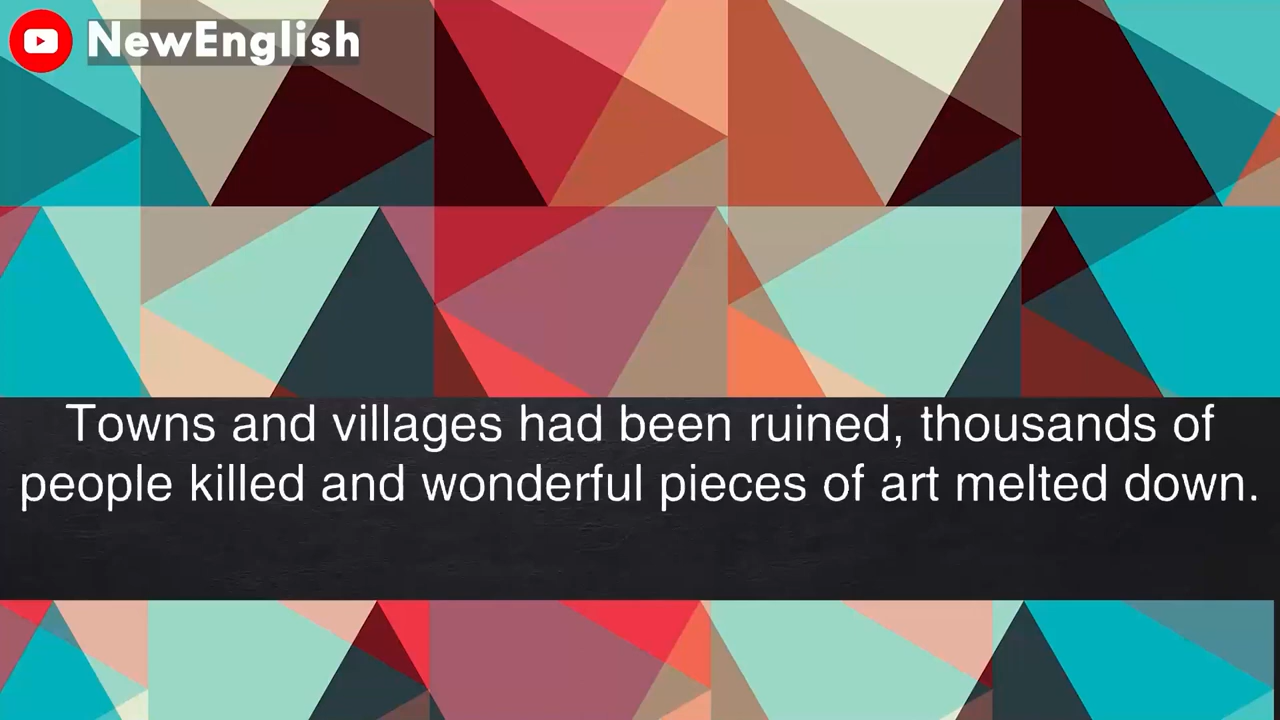 NewEnglish
Towns and villages had been ruined, thousands of
people killed and wonderful pieces of art melted down.